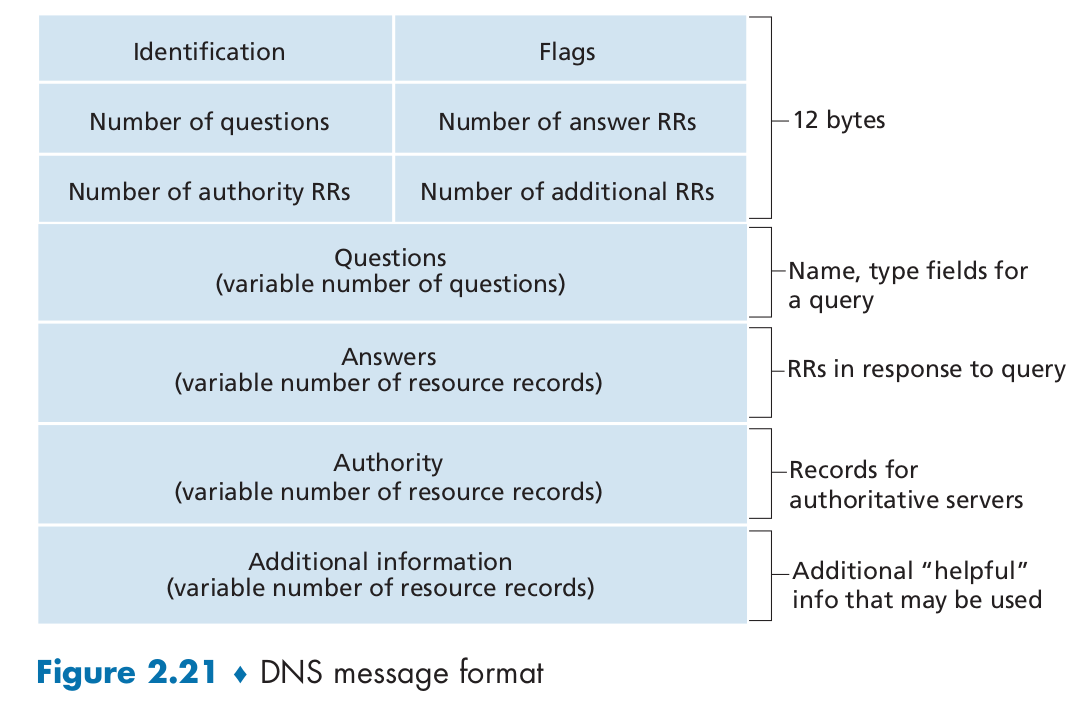 Identification
Flags
Number of questions
Number of answer RRs
12 bytes
Number of authority RRs
Number of additional RRs
Questions
(variable number of questions)
Name, type fields for
a query
Answers
(variable number of resource records)
RRs in response to query
Authority
(variable number of resource records)
Records for
authoritative servers
Additional information
(variable number of resource records)
Additional “helpful”
info that may be used
Figure 2.21 ♦ DNS message format